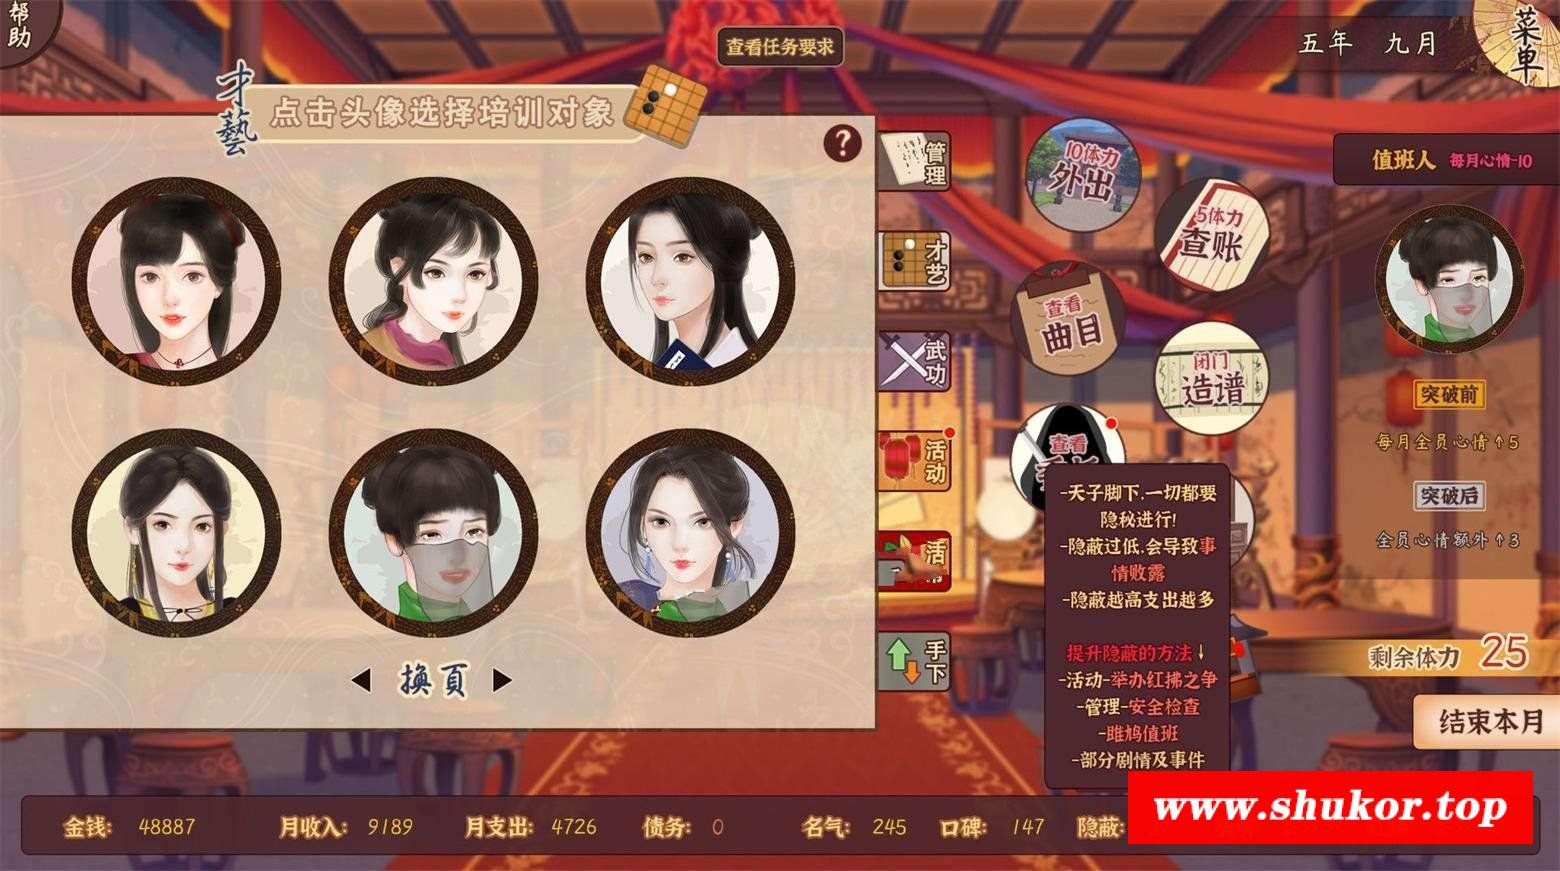 帮助
查看任务要求
五年 九月
菜单
才藝
点击头像选择培训对象
?
管理
才艺
武功
活动
活
手下
10体力
外出
5体力
查账
查看
曲目
闭门
造谱
查看
值班人 每月心情-10
突破前
每月全员心情↑5
突破后
全员心情额外↑3
-天子脚下,一切都要
隐秘进行!
-隐蔽过低,会导致事
情败露
-隐蔽越高支出越多
提升隐蔽的方法↓
-活动-举办红拂之争
-管理-安全检查
-雎鸠值班
-部分剧情及事件
剩余体力 25
换頁
结束本月
金钱: 48887 月收入: 9189 月支出: 4726 债务: 0 名气: 245 口碑: 147 隐蔽:
www.shukor.top